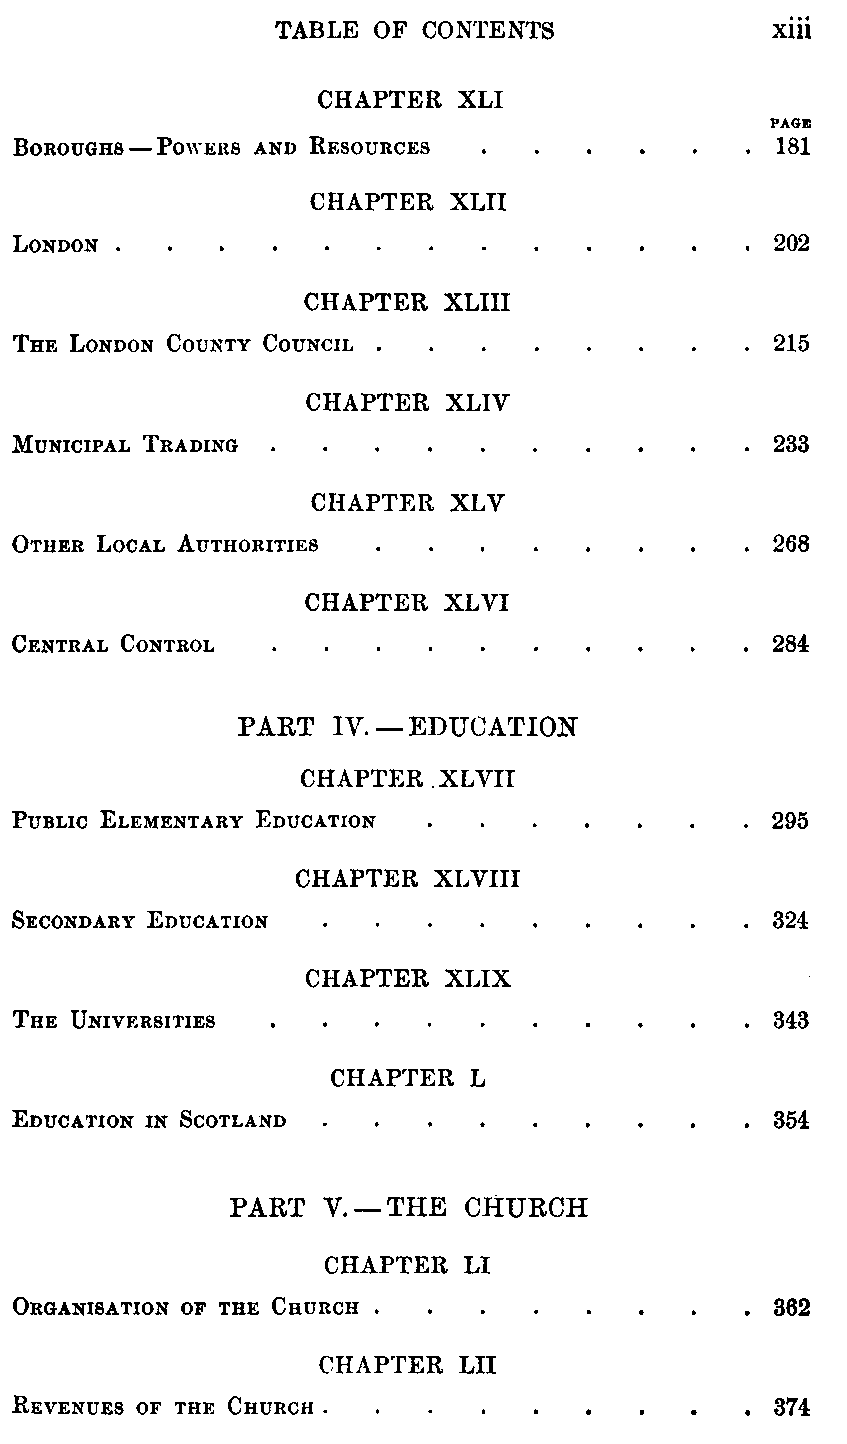 TABLE OF CONTENTS xiii
CHAPTER XLI
PAGE
BOROUGHS—POWERS AND RESOURCES . . . . . . 181
CHAPTER XLII
LONDON . . . . . . . . . . . . . 202
CHAPTER XLIII
THE LONDON COUNTY COUNCIL . . . . . . . . 215
CHAPTER XLIV
MUNICIPAL TRADING . . . . . . . . . . 233
CHAPTER XLV
OTHER LOCAL AUTHORITIES . . . . . . . . 268
CHAPTER XLVI
CENTRAL CONTROL . . . . . . . . . . 284
PART IV.—EDUCATION
CHAPTER XLVII
PUBLIC ELEMENTARY EDUCATION . . . . . . . 295
CHAPTER XLVIII
SECONDARY EDUCATION . . . . . . . . . 324
CHAPTER XLIX
THE UNIVERSITIES . . . . . . . . . . 343
CHAPTER L
EDUCATION IN SCOTLAND . . . . . . . . . 354
PART V.—THE CHURCH
CHAPTER LI
ORGANISATION OF THE CHURCH . . . . . . . . 362
CHAPTER LII
REVENUES OF THE CHURCH . . . . . . . . . 374